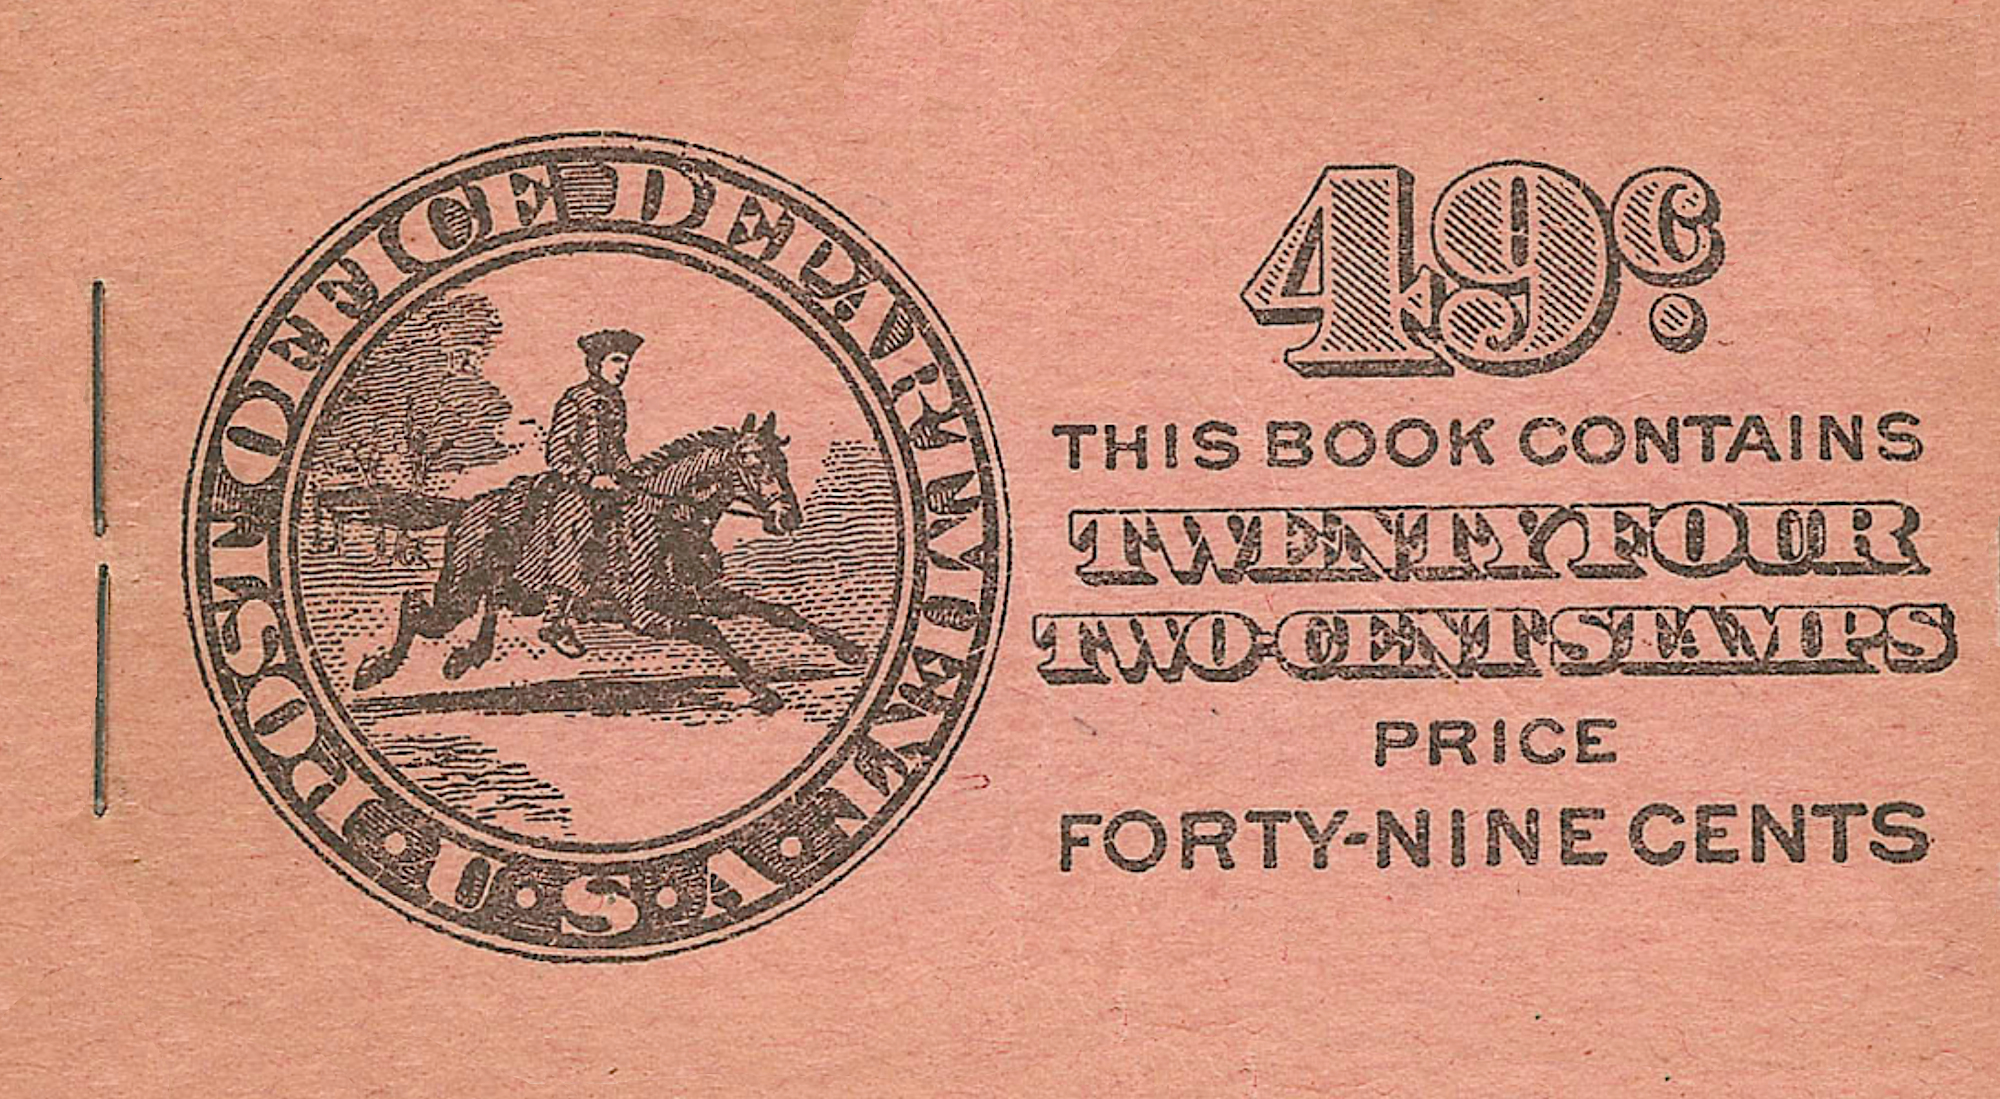 POST OFFICE DEPARTMENT
• U • S • A •
49¢
THIS BOOK CONTAINS
TWENTY FOUR
TWO-CENT STAMPS
PRICE
FORTY-NINE CENTS